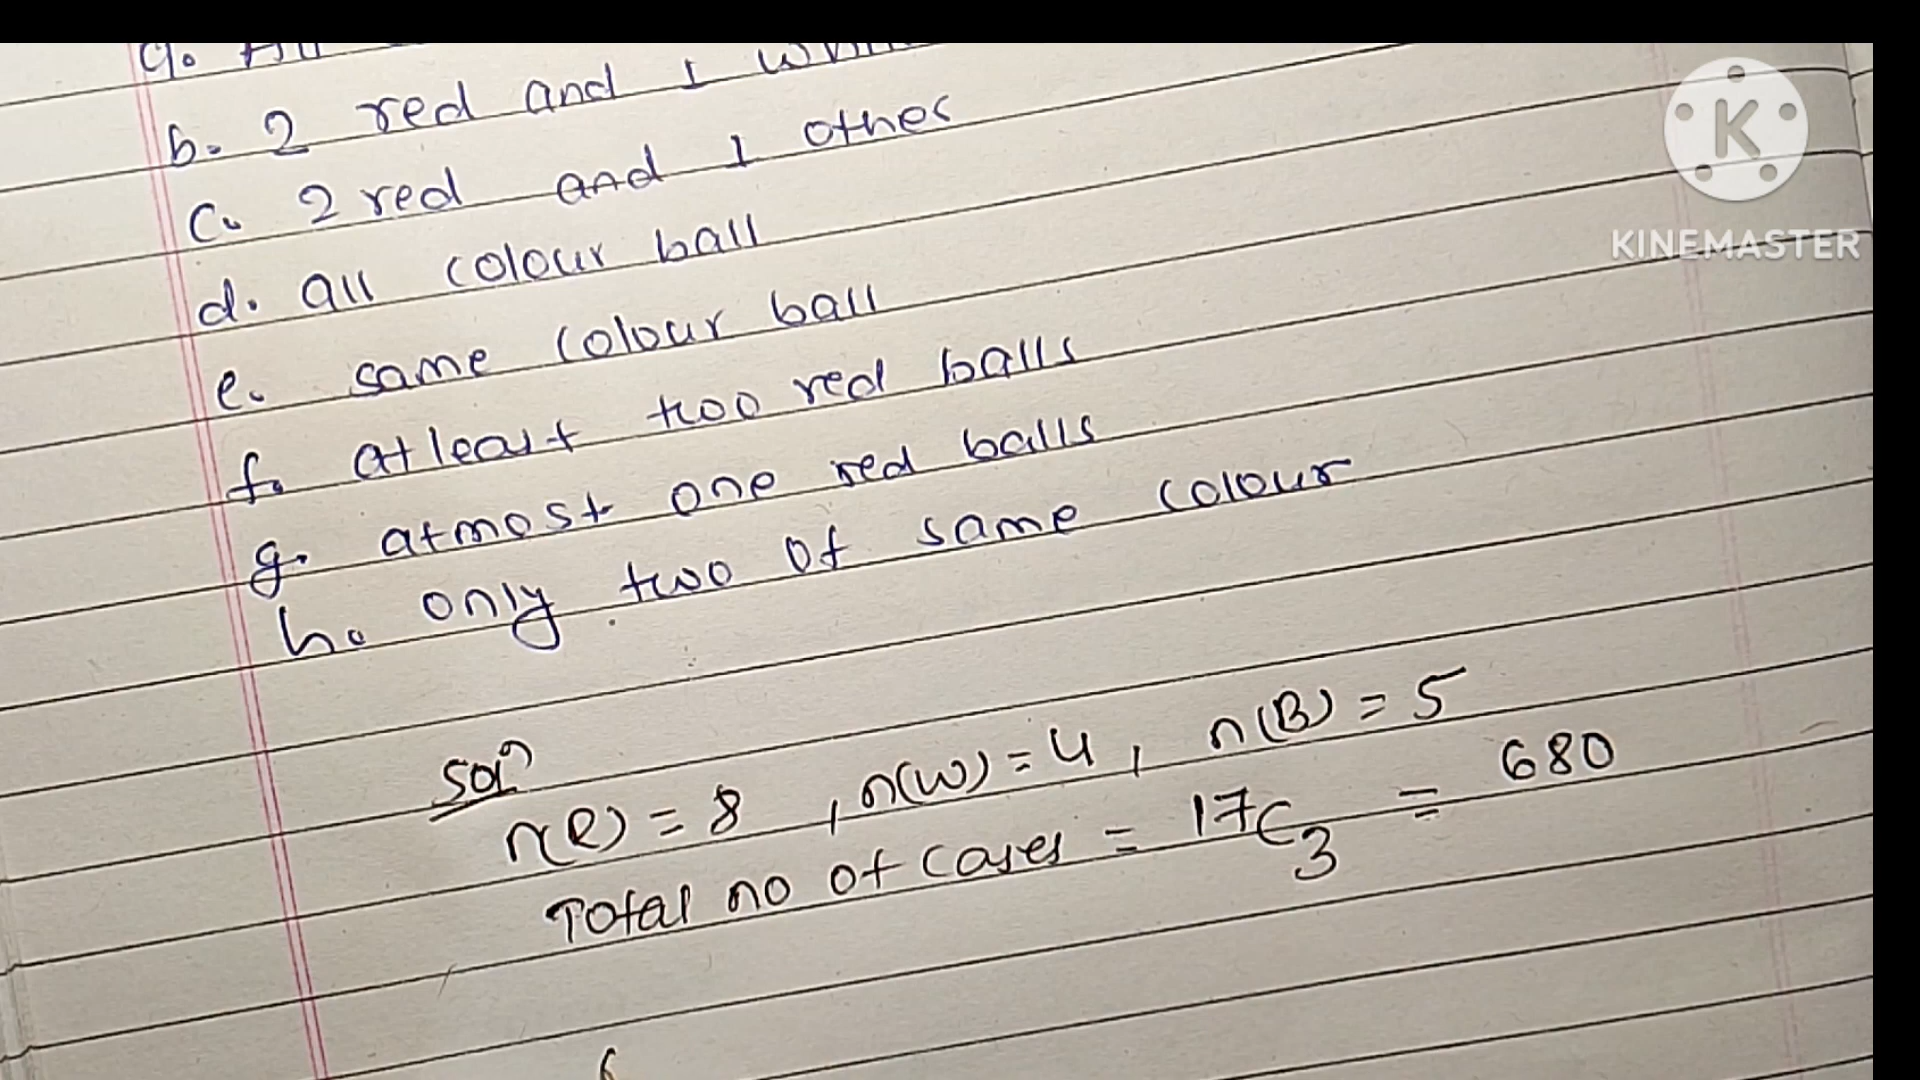 b. 2 red and 1
c. 2 red and 1 other
d. all colour ball
e. same colour ball
f. atleast two red balls
g. atmost one red balls
h. only two of same colour
Solⁿ
n(R) = 8 , n(W) = 4 , n(B) = 5
Total no of cases = 17C3 = 680
K
KINEMASTER